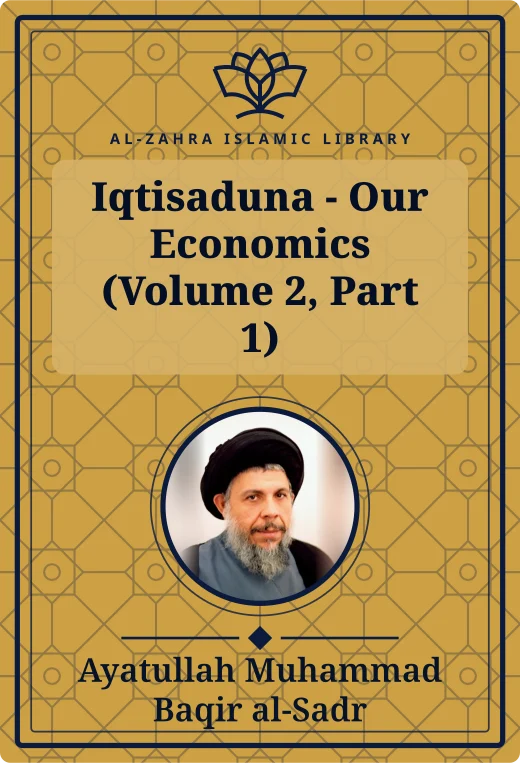 AL-ZAHRA ISLAMIC LIBRARY
Iqtisaduna - Our
Economics
(Volume 2, Part
1)
Ayatullah Muhammad
Baqir al-Sadr